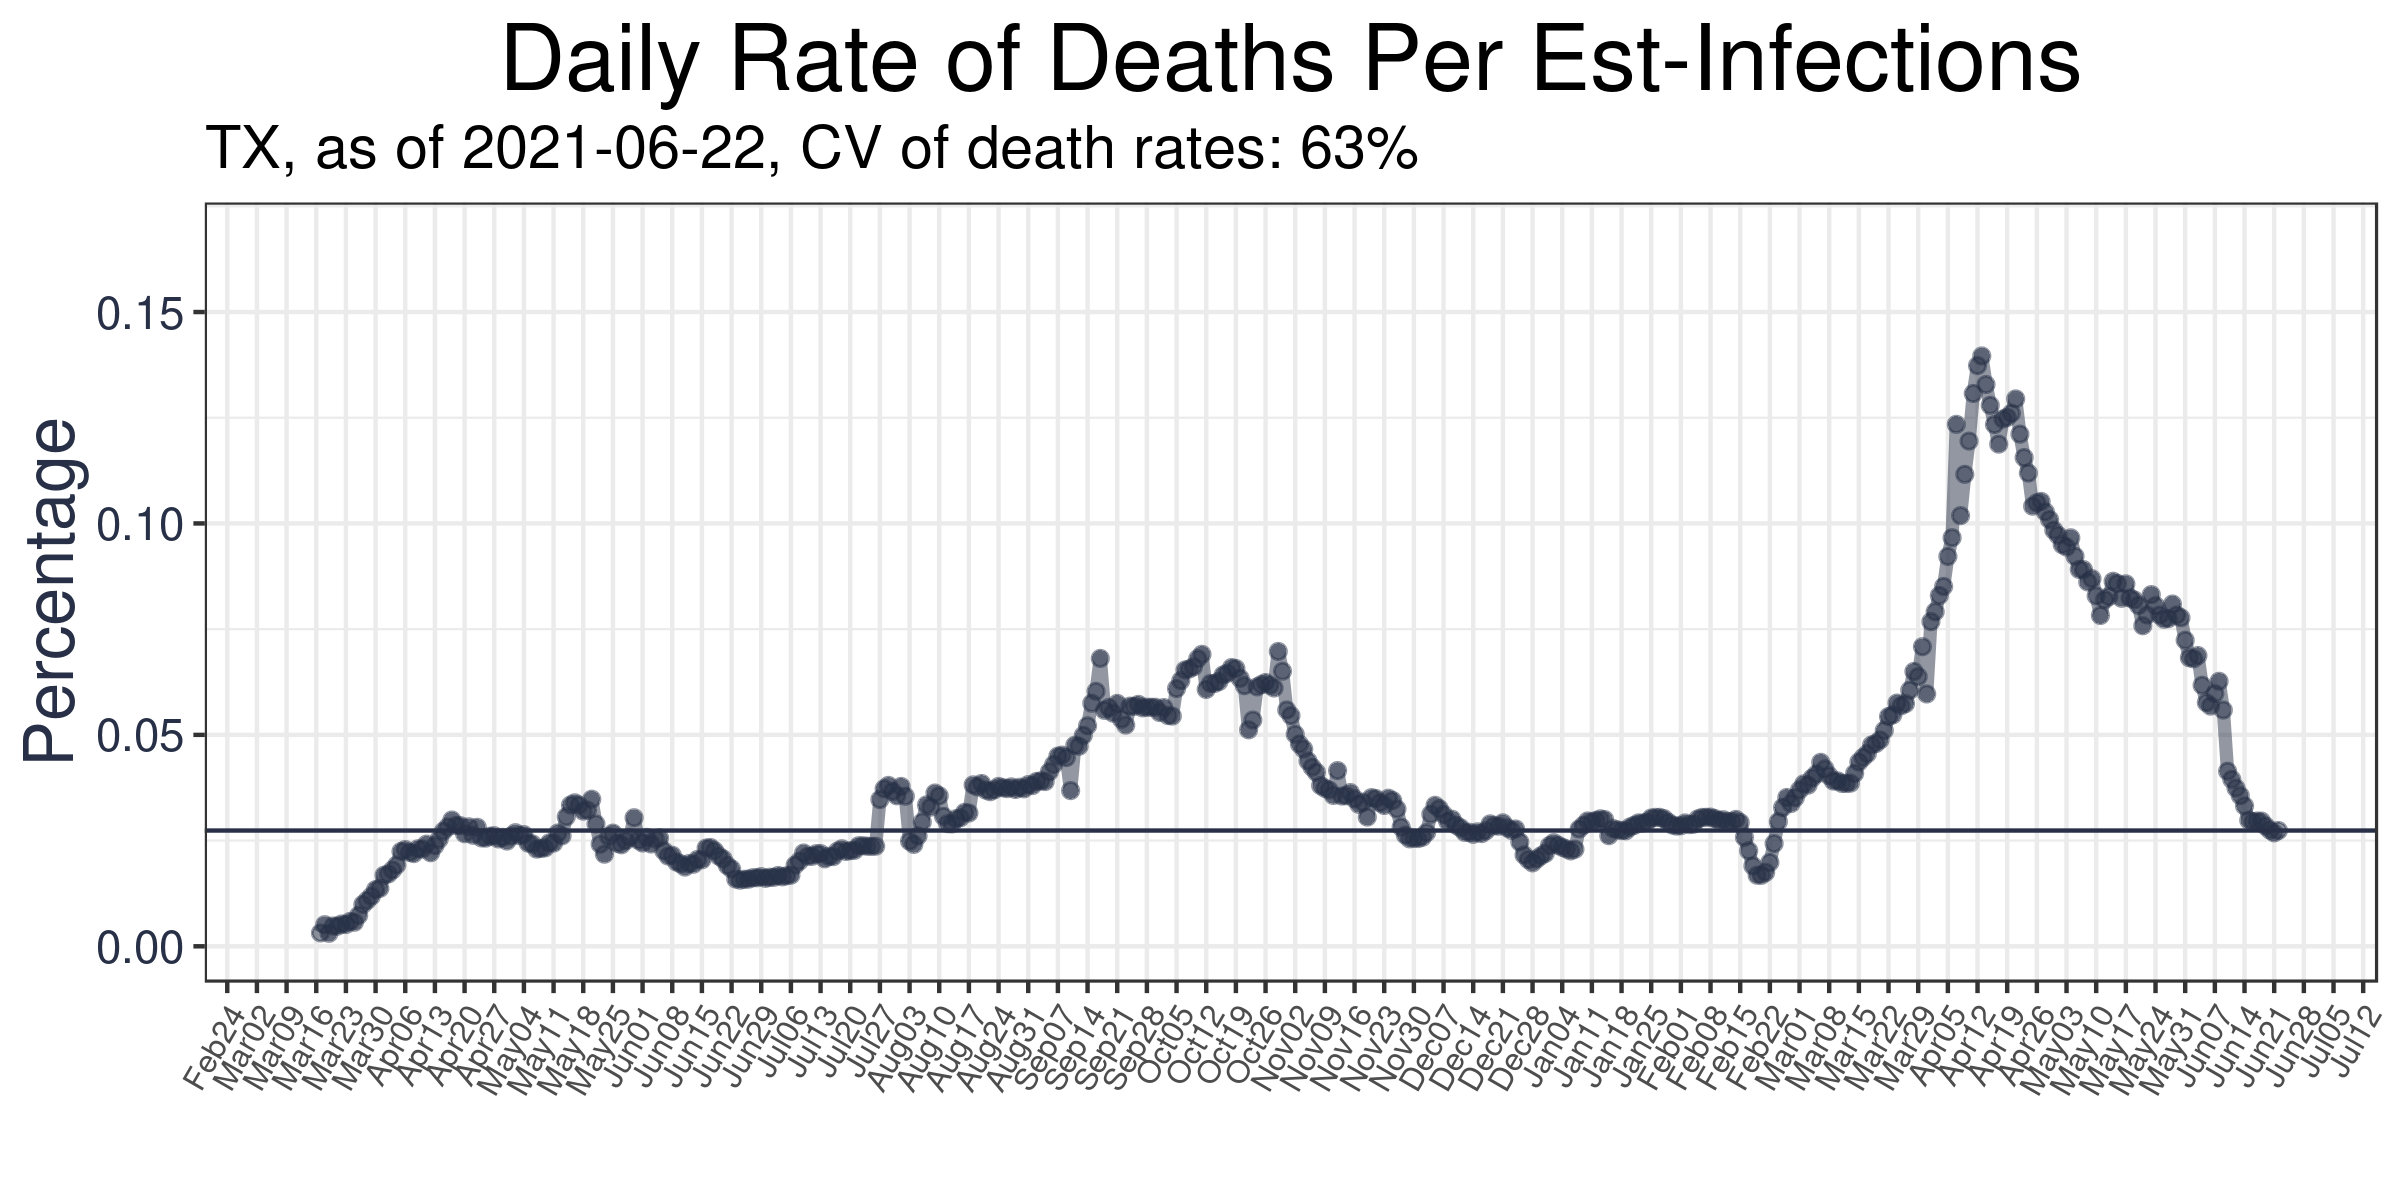 Daily Rate of Deaths Per Est-Infections
TX, as of 2021-06-22, CV of death rates: 63%
Percentage
0.15
0.10
0.05
0.00
Feb24
Mar02
Mar09
Mar16
Mar23
Mar30
Apr06
Apr13
Apr20
Apr27
May04
May11
May18
May25
Jun01
Jun08
Jun15
Jun22
Jun29
Jul06
Jul13
Jul20
Jul27
Aug03
Aug10
Aug17
Aug24
Aug31
Sep07
Sep14
Sep21
Sep28
Oct05
Oct12
Oct19
Oct26
Nov02
Nov09
Nov16
Nov23
Nov30
Dec07
Dec14
Dec21
Dec28
Dec04
Jan11
Jan18
Jan25
Feb01
Feb08
Feb15
Feb22
Mar01
Mar08
Mar15
Mar22
Mar29
Apr05
Apr12
Apr19
Apr26
May03
May10
May17
May24
May31
May07
Jun14
Jun21
Jun28
Jul05
Jul12